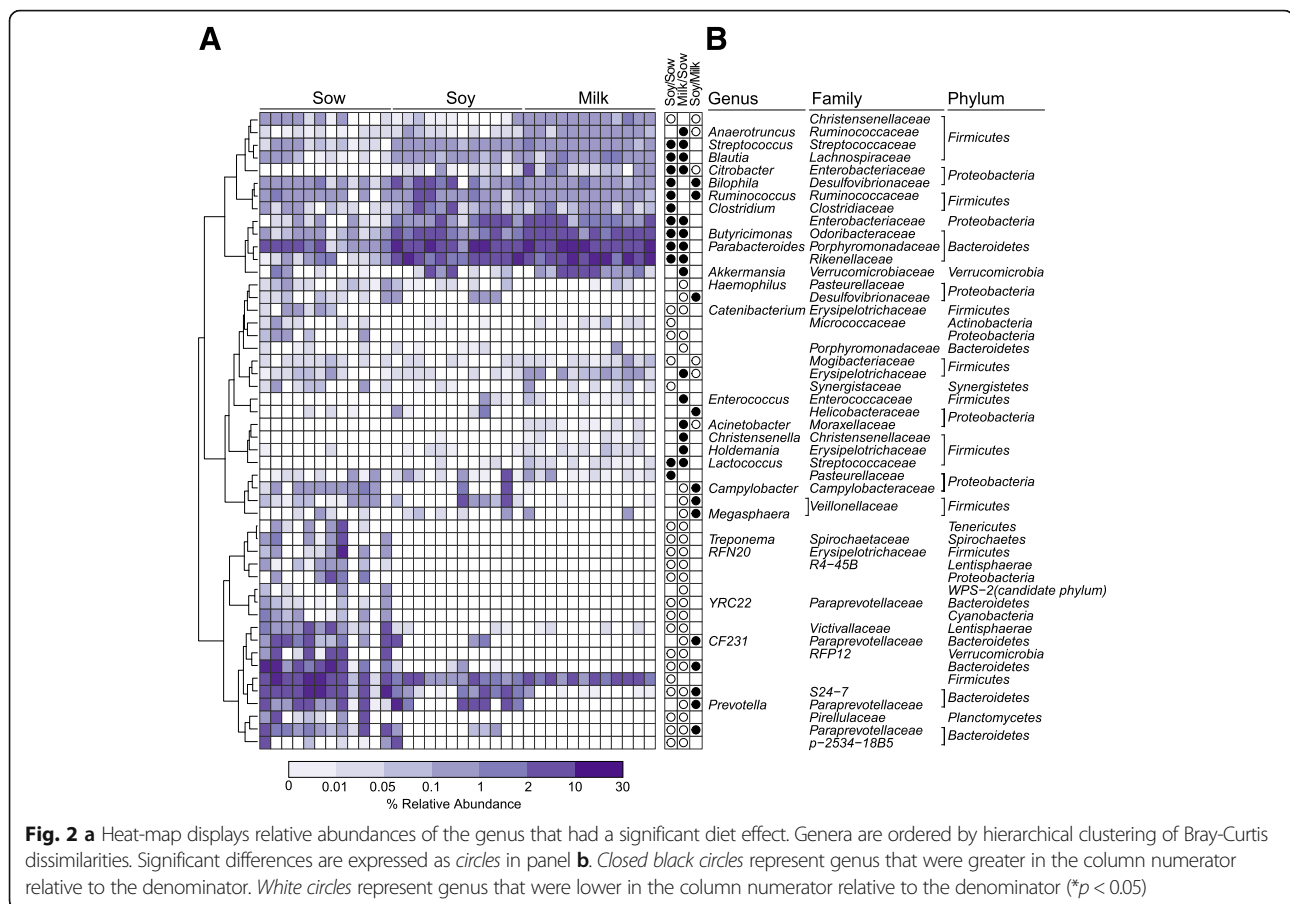 A
B
Sow Soy Milk
Soy/Sow
Milk/Sow
Soy/Milk
Genus Family Phylum
Christensenellaceae
Anaerotruncus Ruminococcaceae Firmicutes
Streptococcus Streptococcaceae
Blautia Lachnospiraceae
Citrobacter Enterobacteriaceae Proteobacteria
Bilophila Desulfovibrionaceae
Ruminococcus Ruminococcaceae Firmicutes
Clostridium Clostridiaceae
Enterobacteriaceae Proteobacteria
Butyricimonas Odoribacteraceae
Parabacteroides Porphyromonadaceae Bacteroidetes
Rikenellaceae
Akkermansia Verrucomicrobiaceae Verrucomicrobia
Haemophilus Pasteurellaceae Proteobacteria
Desulfovibrionaceae
Catenibacterium Erysipelotrichaceae Firmicutes
Micrococcaceae Actinobacteria
Proteobacteria
Porphyromonadaceae Bacteroidetes
Mogibacteriaceae Firmicutes
Erysipelotrichaceae
Synergistaceae Synergistetes
Enterococcus Enterococcaceae Firmicutes
Helicobacteraceae Proteobacteria
Acinetobacter Moraxellaceae
Christensenella Christensenellaceae
Holdemania Erysipelotrichaceae Firmicutes
Lactococcus Streptococcaceae
Pasteurellaceae Proteobacteria
Campylobacter Campylobacteraceae
Veillonellaceae Firmicutes
Megasphaera
Tenericutes
Treponema Spirochaetaceae Spirochaetes
RFN20 Erysipelotrichaceae Firmicutes
R4−45B Lentisphaerae
Proteobacteria
WPS−2(candidate phylum)
YRC22 Paraprevotellaceae Bacteroidetes
Cyanobacteria
Victivallaceae Lentisphaerae
CF231 Paraprevotellaceae Bacteroidetes
RFP12 Verrucomicrobia
Bacteroidetes
Firmicutes
S24−7 Bacteroidetes
Prevotella Paraprevotellaceae
Pirellulaceae Planctomycetes
Paraprevotellaceae Bacteroidetes
p−2534−18B5
0 0.01 0.05 0.1 1 2 10 30
% Relative Abundance
Fig. 2 a Heat-map displays relative abundances of the genus that had a significant diet effect. Genera are ordered by hierarchical clustering of Bray-Curtis
dissimilarities. Significant differences are expressed as circles in panel b. Closed black circles represent genus that were greater in the column numerator
relative to the denominator. White circles represent genus that were lower in the column numerator relative to the denominator (*p < 0.05)